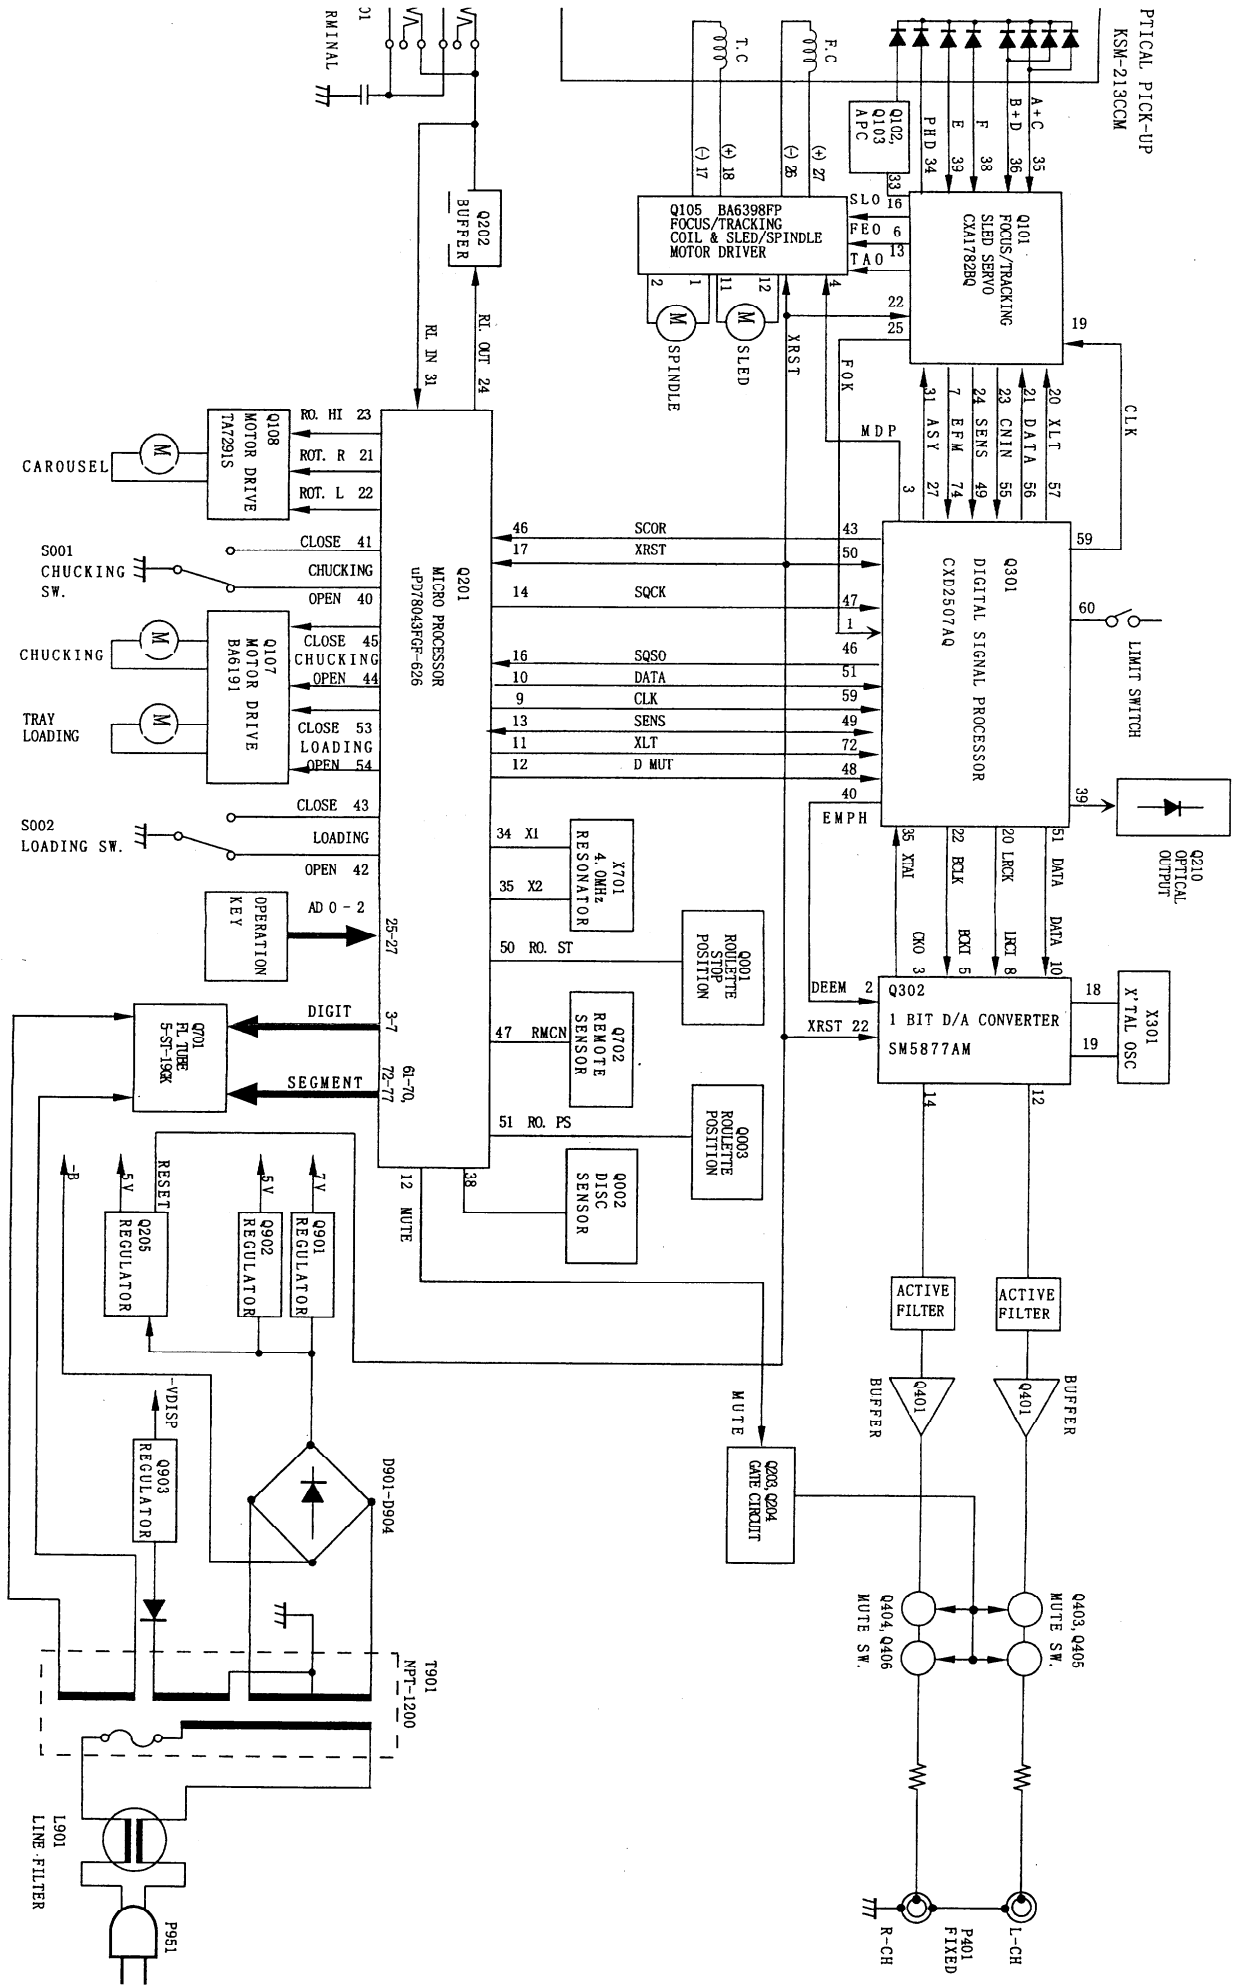 01
RMINAL
T.C
F.C
PTICAL PICK-UP
KSM-213CCM
(-) 17
(+) 18
(-) 26
(+) 27
Q102,
Q103
APC
33
PHD 34
E 39
F 38
B+D 36
A+C 35
Q202
BUFFER
Q105 BA6398FP
FOCUS/TRACKING
COIL & SLED/SPINDLE
MOTOR DRIVER
SLO 16
FEO 6
TAO 13
22
25
Q101
FOCUS/TRACKING
SLED SERVO
CXA1782BQ
19
2
1
11
12
4
M
SPINDLE
M
SLED
XRST
FOK
MDP
3
CLK
RI. IN 31
RI. OUT 24
31 ASY 27
7 EFM 74
24 SENS 49
23 CNIN 55
21 DATA 56
20 XLT 57
CAROUSEL
M
Q108
MOTOR DRIVE
TA7291S
RO. HI 23
ROT. R 21
ROT. L 22
S001
CHUCKING
SW.
CLOSE 41
CHUCKING
OPEN 40
CHUCKING
M
TRAY
LOADING
M
Q107
MOTOR DRIVE
BA6191
CLOSE 45
CHUCKING
OPEN 44
CLOSE 53
LOADING
OPEN 54
S002
LOADING SW.
CLOSE 43
LOADING
OPEN 42
OPERATION
KEY
AD 0 - 2
25-27
Q201
MICRO PROCESSOR
uPD78043FGF-626
46 SCOR 43
17 XRST 50
14 SQCK 47
1
16 SQSO 46
10 DATA 51
9 CLK 59
13 SENS 49
11 XLT 72
12 D MUT 48
40
EMPH
Q301
DIGITAL SIGNAL PROCESSOR
CXD2507AQ
59
60
LIMIT SWITCH
39
Q210
OPTICAL
OUTPUT
34 X1
35 X2
X701
4.0MHz
RESONATOR
35 XTAI CKO 3
22 BCLK BCKI 5
20 LRCK LRCI 8
51 DATA DATA 10
50 RO. ST
Q001
ROULETTE
STOP
POSITION
47 RMCN
Q702
REMOTE
SENSOR
51 RO. PS
Q003
ROULETTE
POSITION
38
Q002
DISC
SENSOR
DEEM 2
XRST 22
Q302
1 BIT D/A CONVERTER
SM5877AM
18
19
X301
X'TAL OSC
14
12
Q701
FL TUBE
5-ST-19GK
DIGIT
3-7
SEGMENT
61-70,
72-77
12 MUTE
-B
5V
RESET
5V
7V
Q205
REGULATOR
Q902
REGULATOR
Q901
REGULATOR
ACTIVE
FILTER
ACTIVE
FILTER
Q401
BUFFER
Q401
BUFFER
-VDISP
Q903
REGULATOR
D901-D904
MUTE
Q203,Q204
GATE CIRCUIT
Q404,Q406
MUTE SW.
Q403,Q405
MUTE SW.
T901
NPT-1200
L901
LINE FILTER
P951
R-CH
P401
FIXED
L-CH